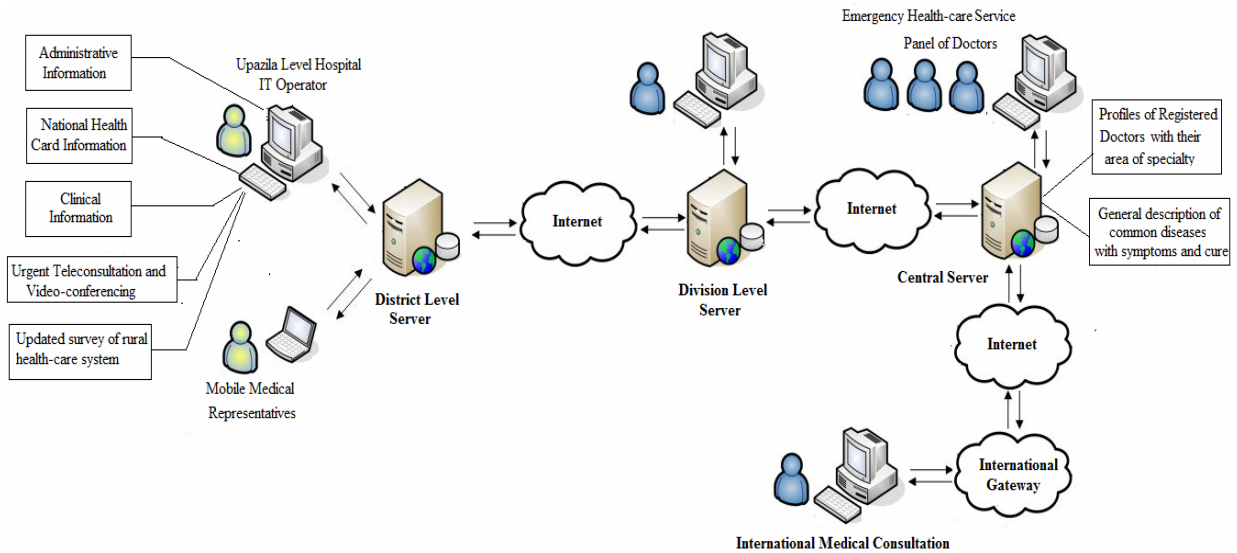 Administrative
Information
National Health
Card Information
Clinical
Information
Urgent Teleconsultation and
Video-conferencing
Updated survey of rural
health-care system
Upazila Level Hospital
IT Operator
Mobile Medical
Representatives
District Level
Server
Internet
Division Level
Server
Internet
Emergency Health-care Service
Panel of Doctors
Central Server
Profiles of Registered
Doctors with their
area of specialty
General description of
common diseases
with symptoms and cure
Internet
International
Gateway
International Medical Consultation